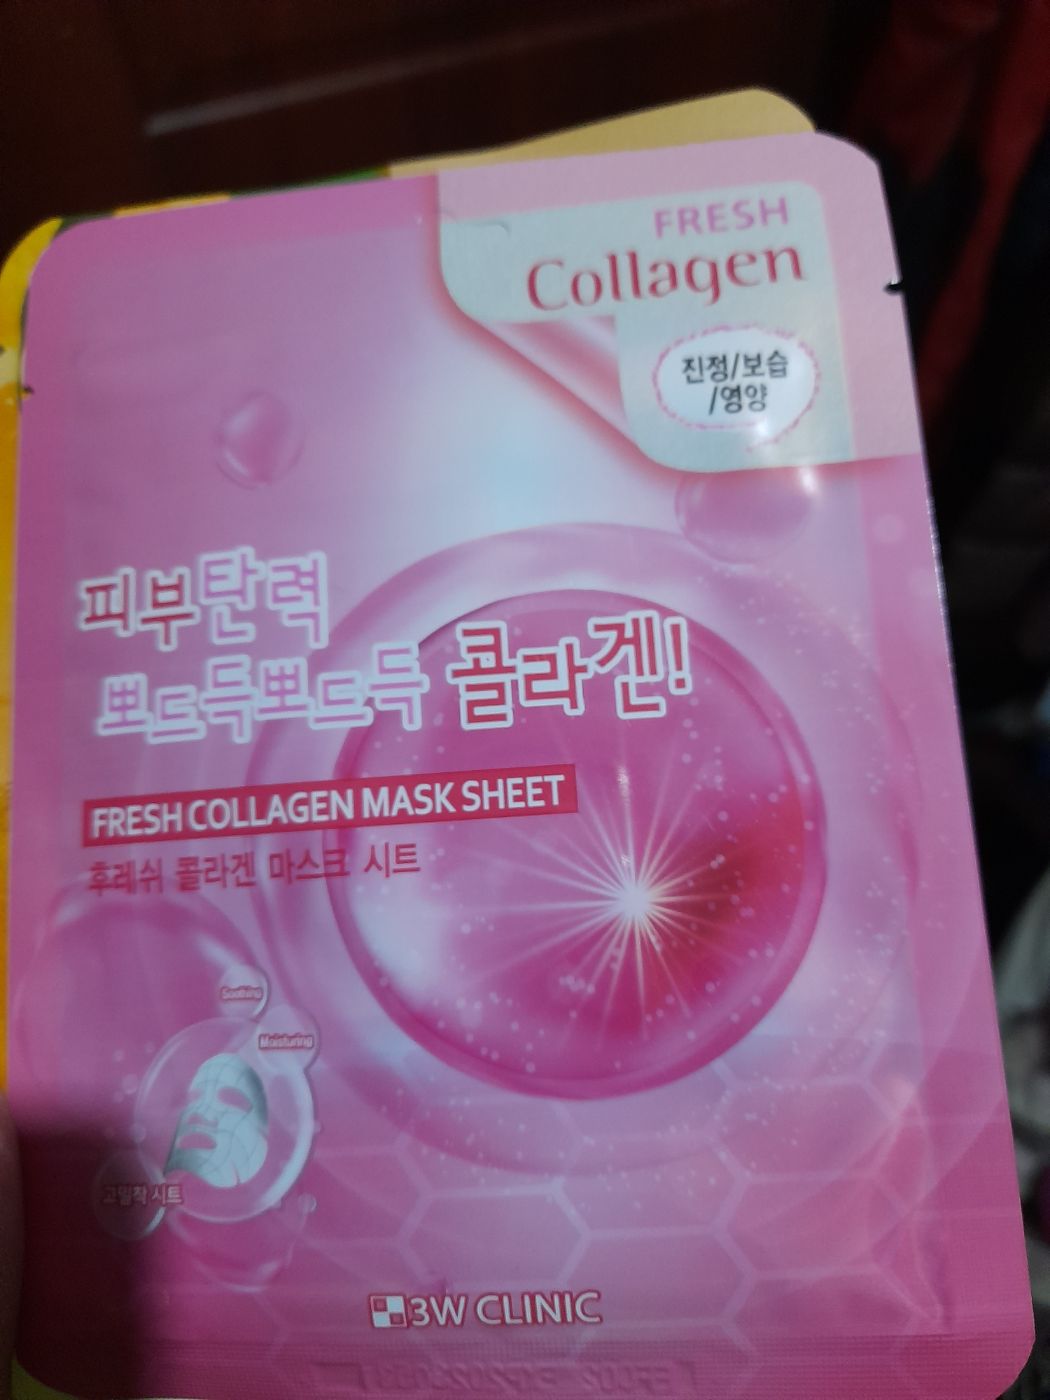 FRESH
Collagen
진정/보습
/영양
피부탄력
뽀드득뽀드득 콜라겐!
FRESH COLLAGEN MASK SHEET
후레쉬 콜라겐 마스크 시트
Soothing
Moisturing
고밀착 시트
3W CLINIC